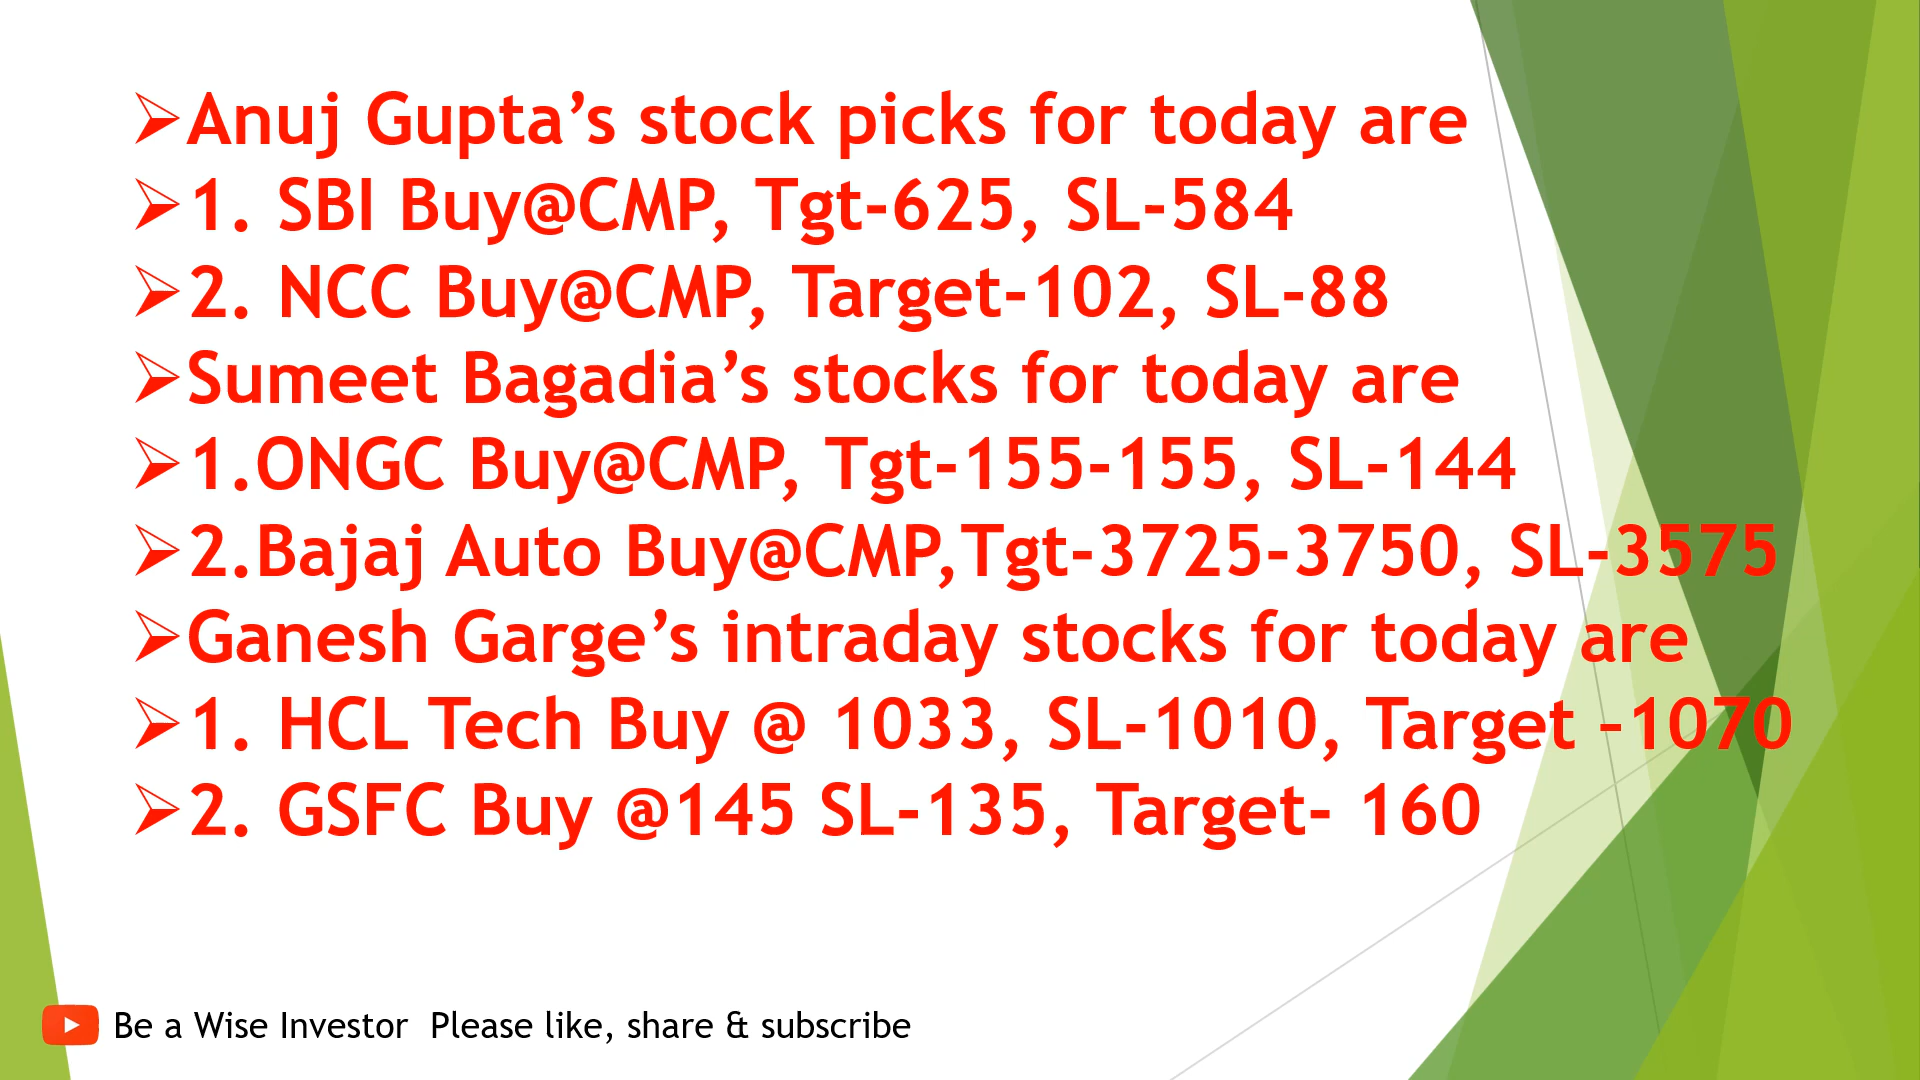 ➢Anuj Gupta’s stock picks for today are
➢1. SBI Buy@CMP, Tgt-625, SL-584
➢2. NCC Buy@CMP, Target-102, SL-88
➢Sumeet Bagadia’s stocks for today are
➢1.ONGC Buy@CMP, Tgt-155-155, SL-144
➢2.Bajaj Auto Buy@CMP,Tgt-3725-3750, SL-3575
➢Ganesh Garge’s intraday stocks for today are
➢1. HCL Tech Buy @ 1033, SL-1010, Target -1070
➢2. GSFC Buy @145 SL-135, Target- 160
Be a Wise Investor  Please like, share & subscribe